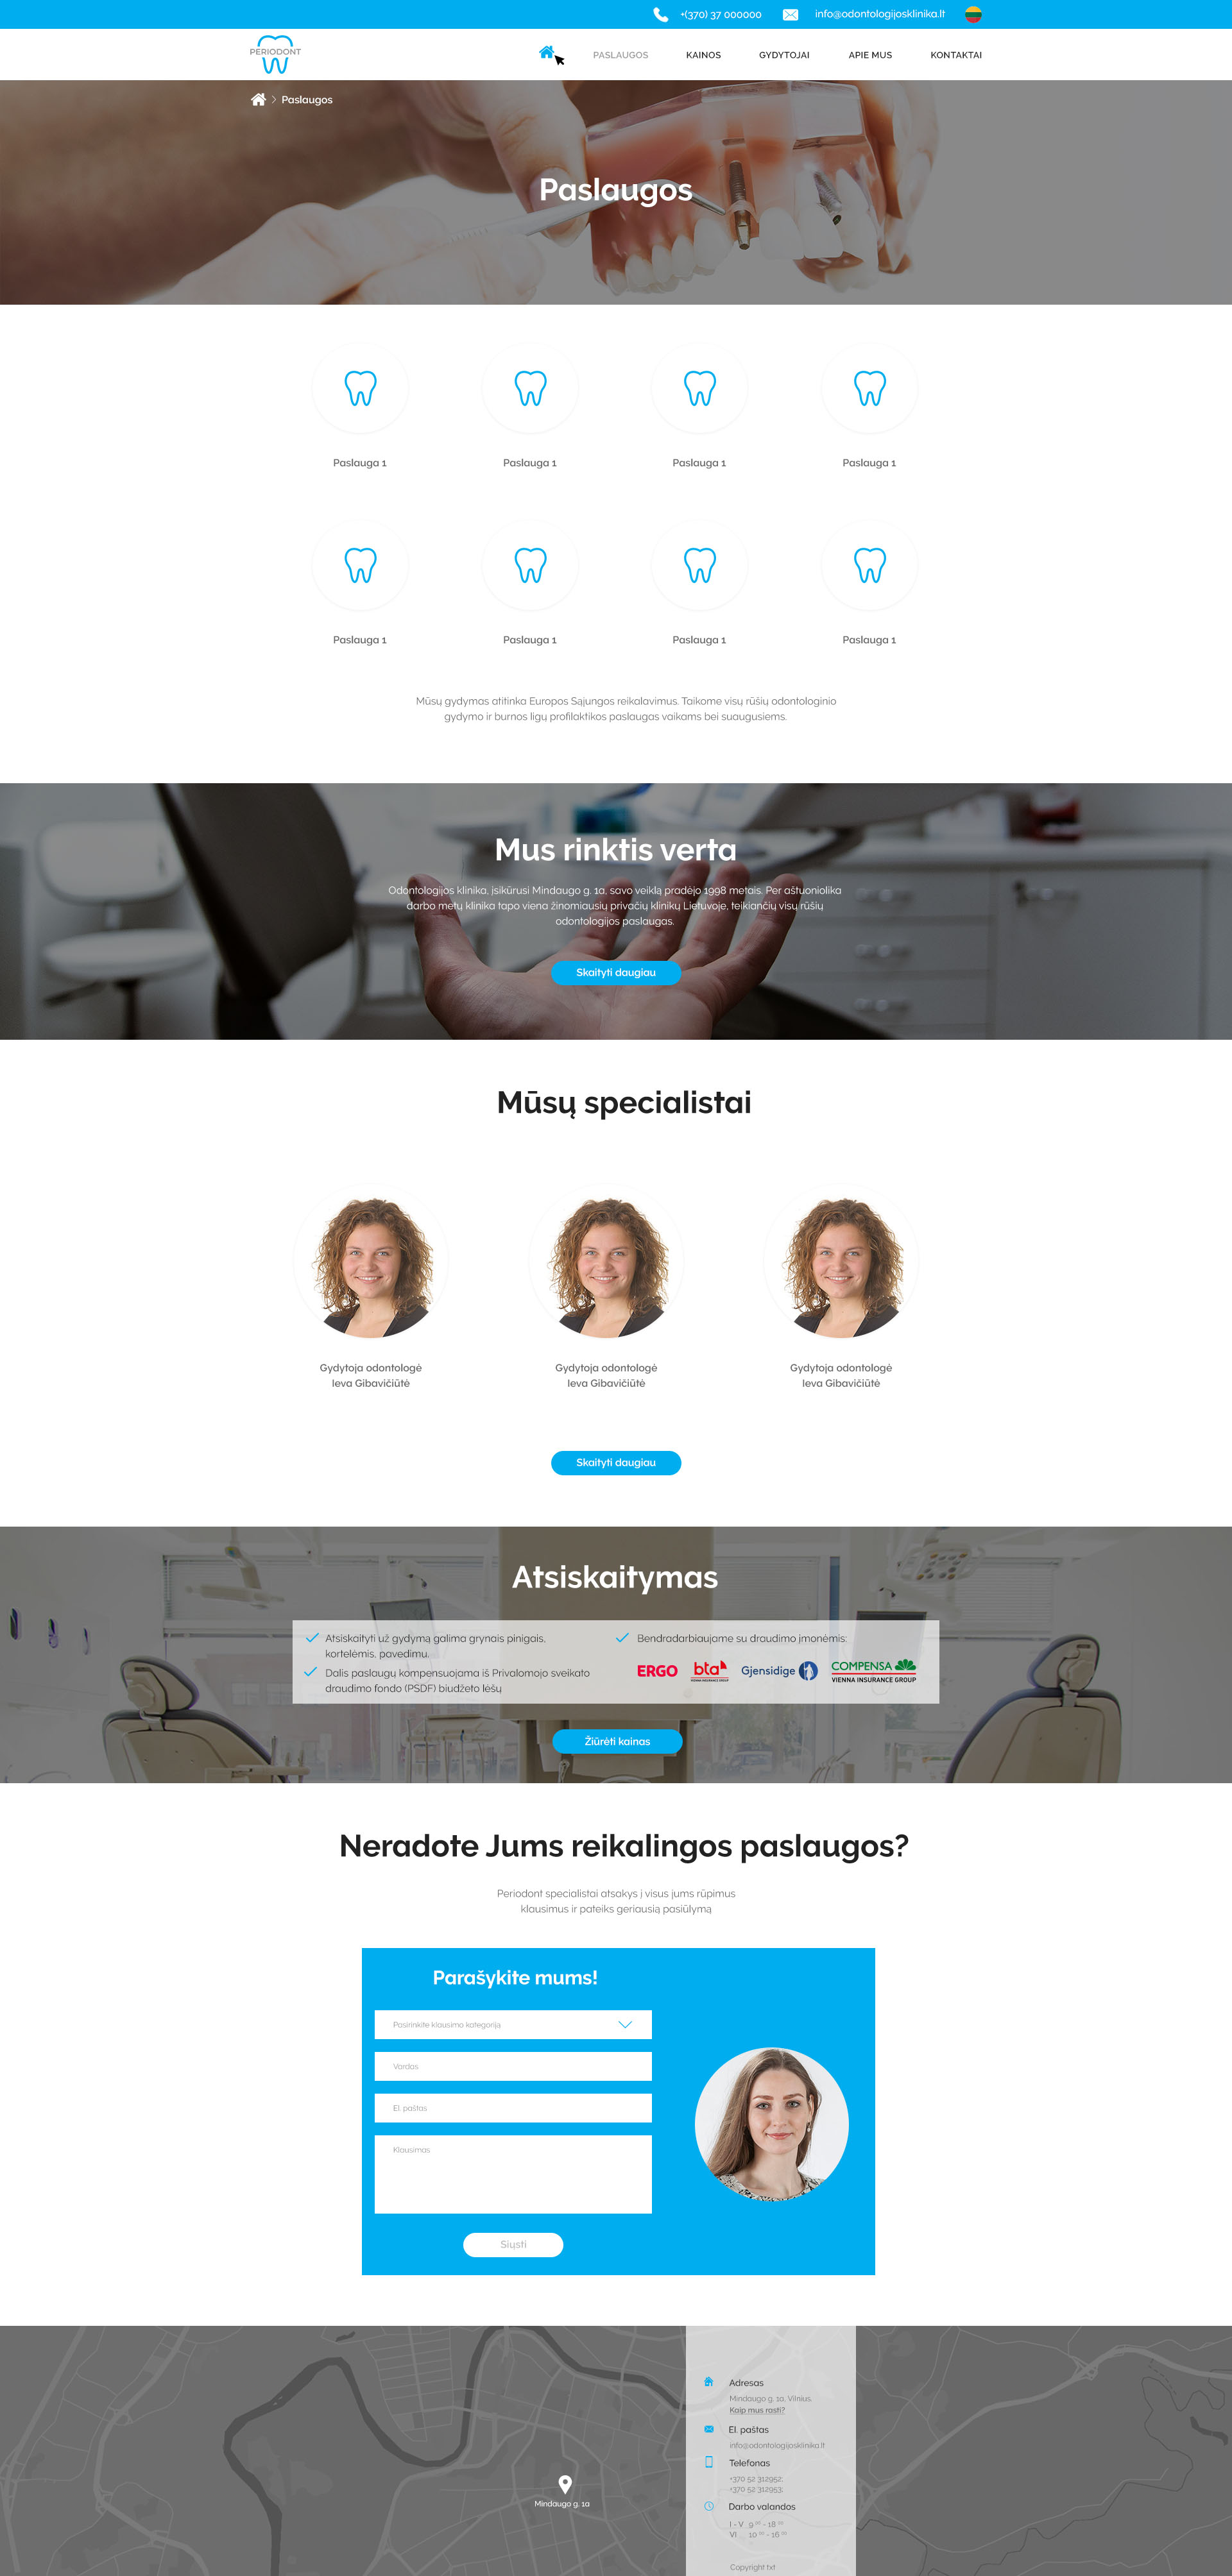 +(370) 37 000000 info@odontologijosklinika.lt
PERIODONT
PASLAUGOS KAINOS GYDYTOJAI APIE MUS KONTAKTAI
Paslaugos
Paslaugos
Paslauga 1 Paslauga 1 Paslauga 1 Paslauga 1
Paslauga 1 Paslauga 1 Paslauga 1 Paslauga 1
Mūsų gydymas atitinka Europos Sąjungos reikalavimus. Taikome visų rūšių odontologinio
gydymo ir burnos ligų profilaktikos paslaugas vaikams bei suaugusiems.
Mus rinktis verta
Odontologijos klinika, įsikūrusi Mindaugo g. 1a, savo veiklą pradėjo 1998 metais. Per aštuoniolika
darbo metų klinika tapo viena žinomiausių privačių klinikų Lietuvoje, teikiančių visų rūšių
odontologijos paslaugas.
Skaityti daugiau
Mūsų specialistai
Gydytoja odontologė Gydytoja odontologė Gydytoja odontologė
Ieva Gibavičiūtė Ieva Gibavičiūtė Ieva Gibavičiūtė
Skaityti daugiau
Atsiskaitymas
Atsiskaityti už gydymą galima grynais pinigais,
kortelėmis, pavedimu.
Dalis paslaugų kompensuojama iš Privalomojo sveikato
draudimo fondo (PSDF) biudžeto lėšų
Bendradarbiaujame su draudimo įmonėmis:
ERGO bta Gjensidige COMPENSA
VIENNA INSURANCE GROUP VIENNA INSURANCE GROUP
Žiūrėti kainas
Neradote Jums reikalingos paslaugos?
Periodont specialistai atsakys į visus jums rūpimus
klausimus ir pateiks geriausią pasiūlymą
Parašykite mums!
Pasirinkite klausimo kategoriją
Vardas
El. paštas
Klausimas
Siųsti
Mindaugo g. 1a
Adresas
Mindaugo g. 1a, Vilnius,
Kaip mus rasti?
El. paštas
info@odontologijosklinika.lt
Telefonas
+370 52 312952;
+370 52 312953;
Darbo valandos
I - V 9 00 - 18 00
VI 10 00 - 16 00
Copyright txt